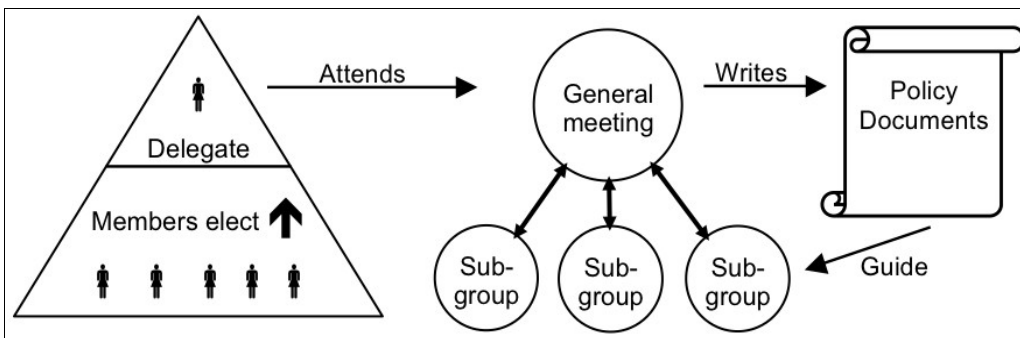 Delegate
Members elect
Attends
General
meeting
Writes
Policy
Documents
Sub-
group
Sub-
group
Sub-
group
Guide